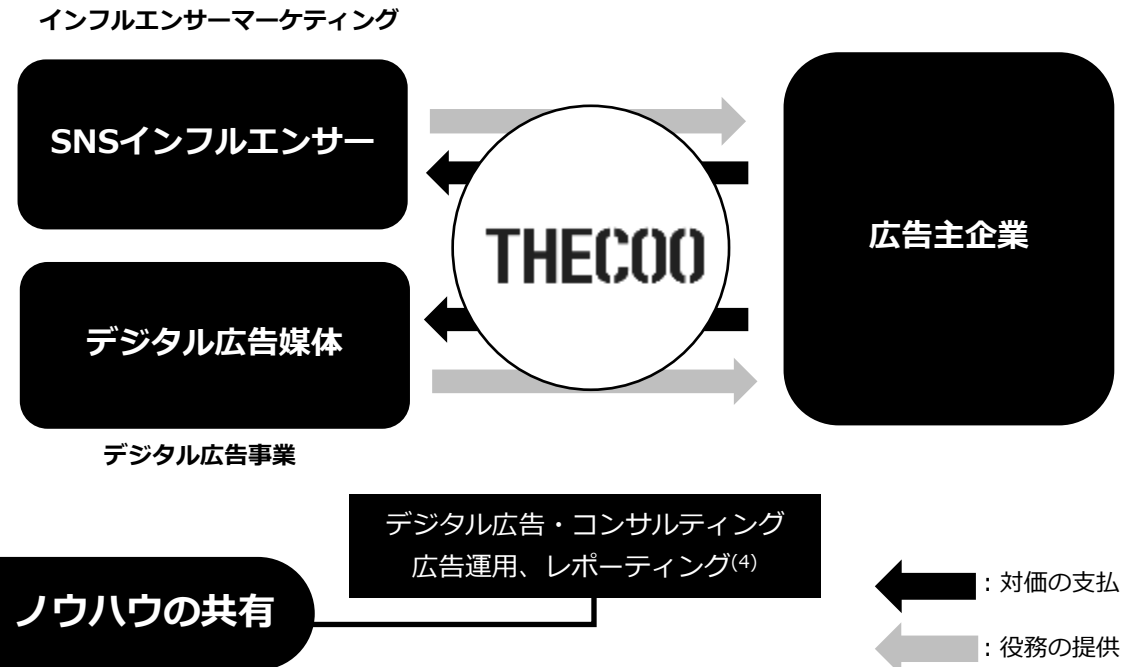 インフルエンサーマーケティング
SNSインフルエンサー
THECOO
広告主企業
デジタル広告媒体
デジタル広告事業
デジタル広告・コンサルティング
広告運用、レポーティング(4)
ノウハウの共有
：対価の支払
：役務の提供